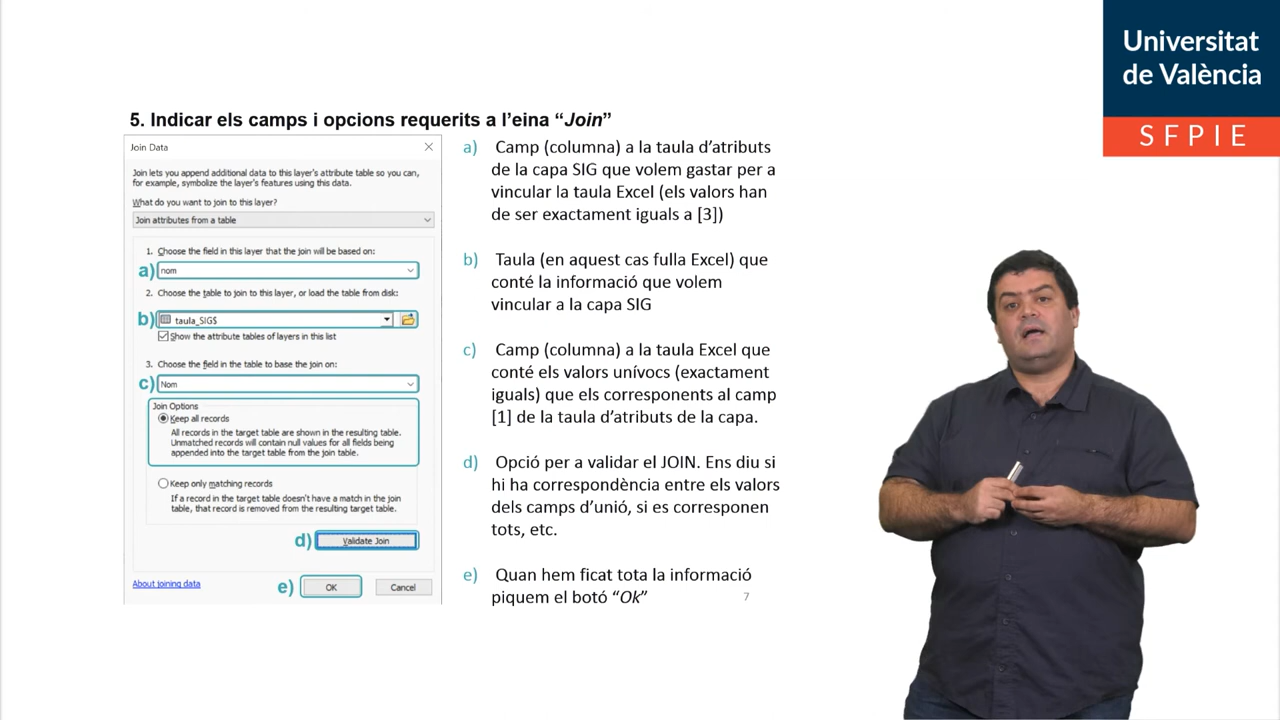 Universitat
de València
SFPIE
5. Indicar els camps i opcions requerits a l’eina “Join”
Join Data
Join lets you append additional data to this layer's attribute table so you can,
for example, symbolize the layer's features using this data.
What do you want to join to this layer?
Join attributes from a table
1. Choose the field in this layer that the join will be based on:
a) nom
2. Choose the table to join to this layer, or load the table from disk:
b) taula_SIG$
Show the attribute tables of layers in this list
3. Choose the field in the table to base the join on:
c) Nom
Join Options
Keep all records
All records in the target table are shown in the resulting table.
Unmatched records will contain null values for all fields being
appended into the target table from the join table.
Keep only matching records
If a record in the target table doesn't have a match in the join
table, that record is removed from the resulting target table.
d) Validate Join
About joining data
e) OK Cancel
a) Camp (columna) a la taula d’atributs
de la capa SIG que volem gastar per a
vincular la taula Excel (els valors han
de ser exactament iguals a [3])
b) Taula (en aquest cas fulla Excel) que
conté la informació que volem
vincular a la capa SIG
c) Camp (columna) a la taula Excel que
conté els valors unívocs (exactament
iguals) que els corresponents al camp
[1] de la taula d’atributs de la capa.
d) Opció per a validar el JOIN. Ens diu si
hi ha correspondència entre els valors
dels camps d’unió, si es corresponen
tots, etc.
e) Quan hem ficat tota la informació
piquem el botó “Ok”
7